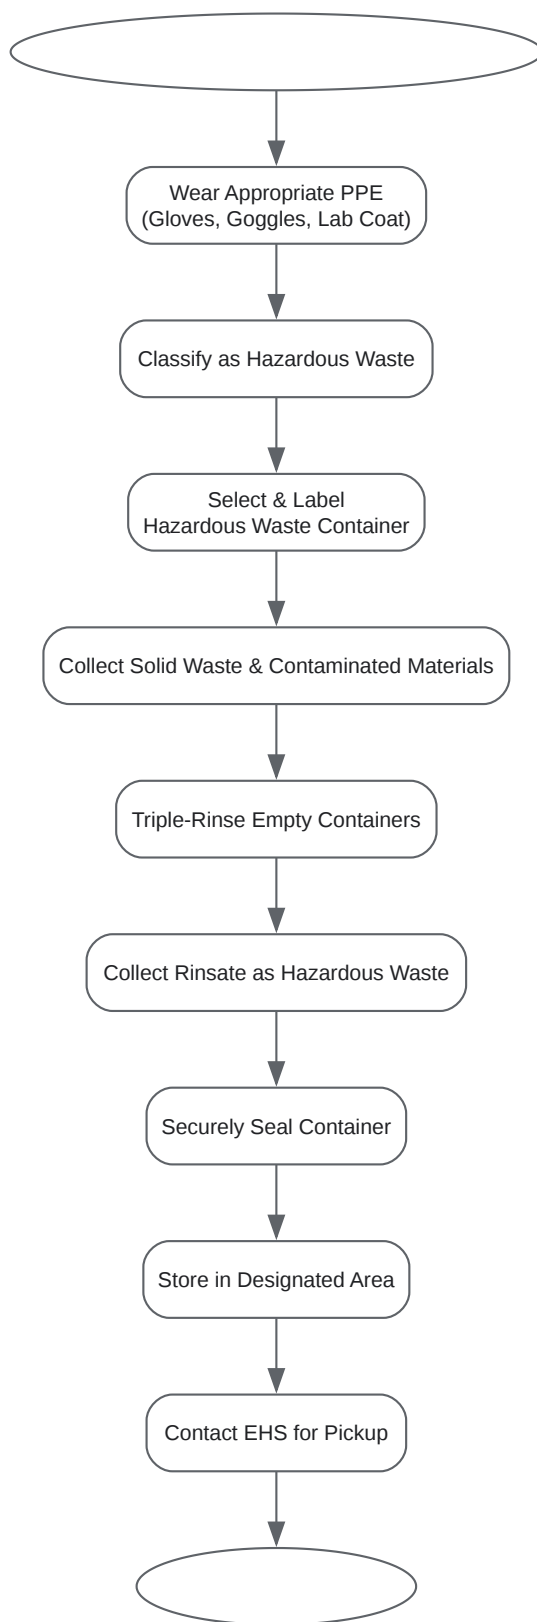 Wear Appropriate PPE
(Gloves, Goggles, Lab Coat)
Classify as Hazardous Waste
Select & Label
Hazardous Waste Container
Collect Solid Waste & Contaminated Materials
Triple-Rinse Empty Containers
Collect Rinsate as Hazardous Waste
Securely Seal Container
Store in Designated Area
Contact EHS for Pickup